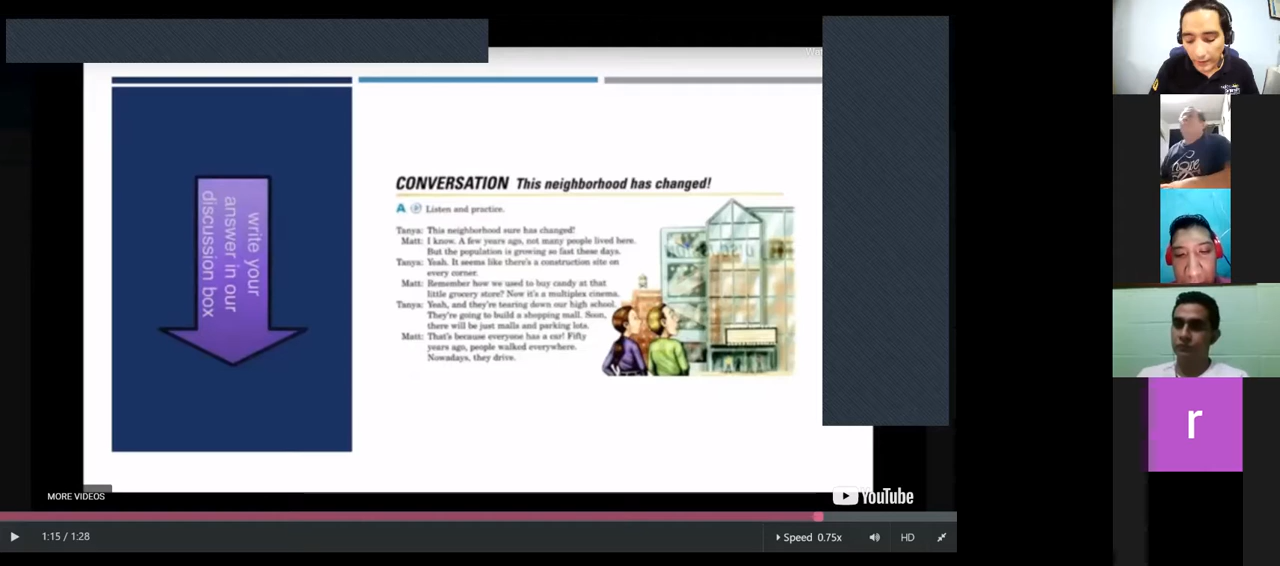 CONVERSATION This neighborhood has changed!
A Listen and practice.
Tanya: This neighborhood sure has changed!
Matt: I know. A few years ago, not many people lived here.
But the population is growing so fast these days.
Tanya: Yeah. It seems like there's a construction site on
every corner.
Matt: Remember how we used to buy candy at that
little grocery store? Now it's a multiplex cinema.
Tanya: Yeah, and they're tearing down our high school.
They're going to build a shopping mall. Soon,
there will be just malls and parking lots.
Matt: That's because everyone has a car! Fifty
years ago, people walked everywhere.
Nowadays, they drive.
write your
answer in our
discussion box
MORE VIDEOS
YouTube
1:15 / 1:28
Speed 0.75x
HD
r